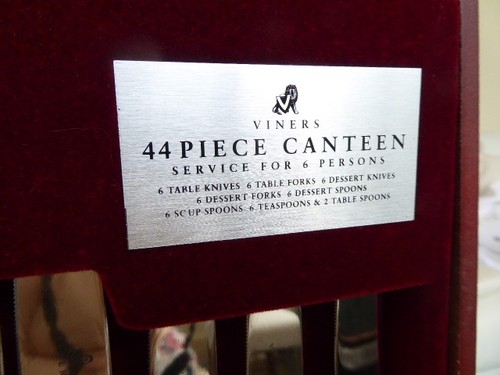 VINERS
44 PIECE CANTEEN
SERVICE FOR 6 PERSONS
6 TABLE KNIVES 6 TABLE FORKS 6 DESSERT KNIVES
6 DESSERT FORKS 6 DESSERT SPOONS
6 SCUP SPOONS 6 TEASPOONS & 2 TABLE SPOONS